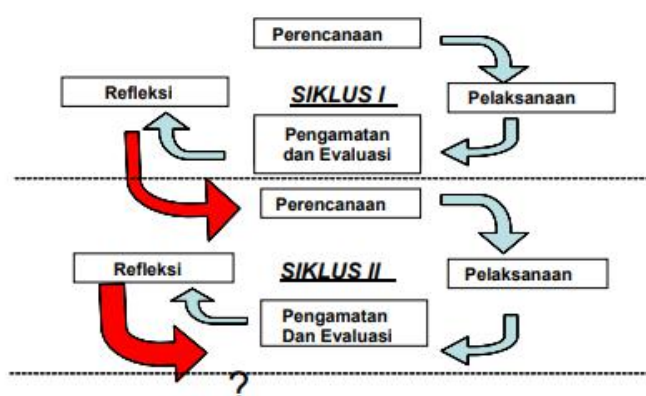 Perencanaan
Refleksi
SIKLUS I
Pelaksanaan
Pengamatan
dan Evaluasi
Perencanaan
Refleksi
SIKLUS II
Pelaksanaan
Pengamatan
Dan Evaluasi
?